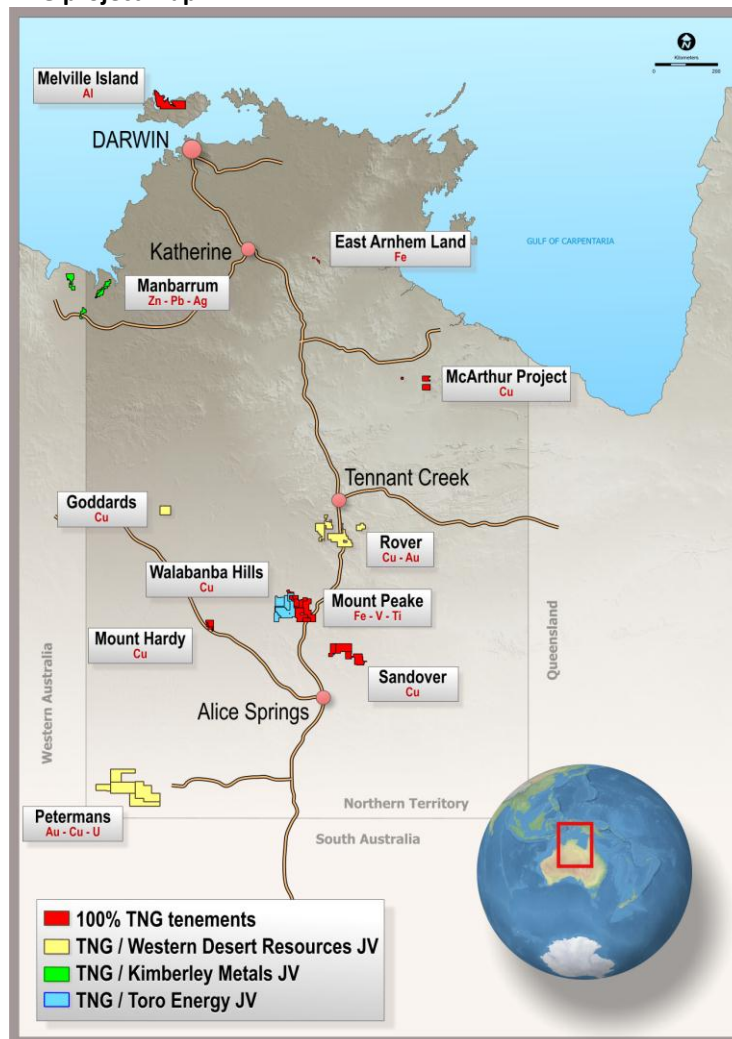 Kilometers
0 200
Melville Island
Al
DARWIN
Katherine
East Arnhem Land
Fe
GULF OF CARPENTARIA
Manbarrum
Zn - Pb - Ag
McArthur Project
Cu
Tennant Creek
Goddards
Cu
Rover
Cu - Au
Walabanba Hills
Cu
Mount Peake
Fe - V - Ti
Mount Hardy
Cu
Sandover
Cu
Queensland
Western Australia
Alice Springs
Petermans
Au - Cu - U
Northern Territory
South Australia
100% TNG tenements
TNG / Western Desert Resources JV
TNG / Kimberley Metals JV
TNG / Toro Energy JV